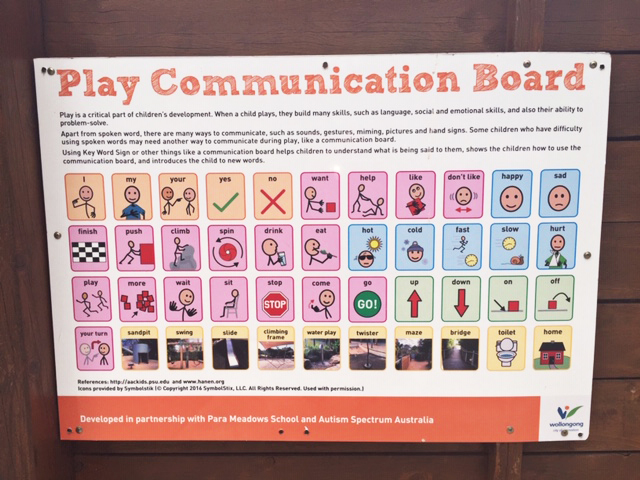 Play Communication Board
Play is a critical part of children's development. When a child plays, they build many skills, such as language, social and emotional skills, and also their ability to
problem-solve.
Apart from spoken word, there are many ways to communicate, such as sounds, gestures, miming, pictures and hand signs. Some children who have difficulty
using spoken words may need another way to communicate during play, like a communication board.
Using Key Word Sign or other things like a communication board helps children to understand what is being said to them, shows the children how to use the
communication board, and introduces the child to new words.
I my your yes no want help like don't like happy sad
finish push climb spin drink eat hot cold fast slow hurt
play more wait sit stop come go up down on off
STOP GO!
your turn sandpit swing slide climbing frame water play twister maze bridge toilet home
References: http://aackids.psu.edu and www.hanen.org
Icons provided by Symbolstix [© Copyright 2016 SymbolStix, LLC. All Rights Reserved. Used with permission.]
Developed in partnership with Para Meadows School and Autism Spectrum Australia
wollongong